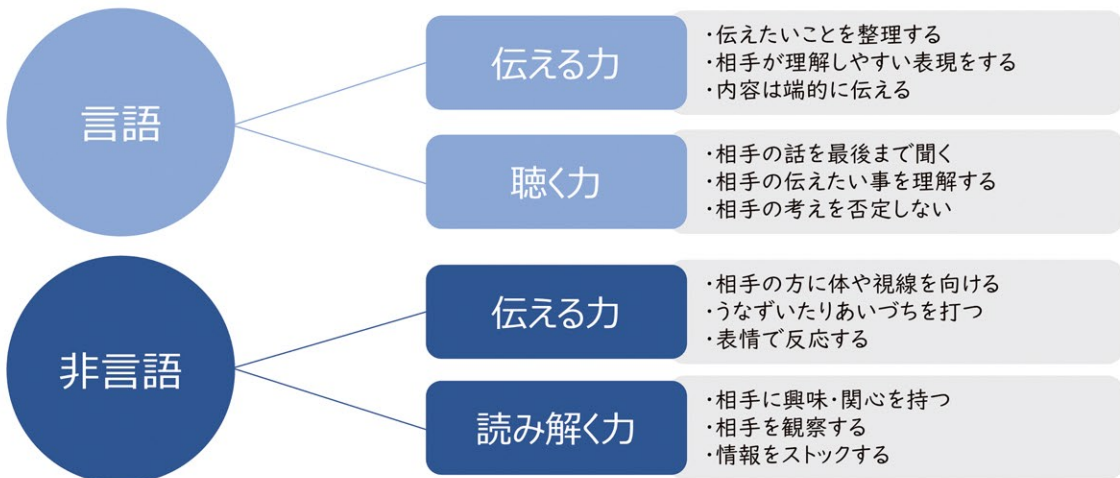 言語
伝える力
・伝えたいことを整理する
・相手が理解しやすい表現をする
・内容は端的に伝える
聴く力
・相手の話を最後まで聞く
・相手の伝えたい事を理解する
・相手の考えを否定しない
非言語
伝える力
・相手の方に体や視線を向ける
・うなずいたりあいづちを打つ
・表情で反応する
読み解く力
・相手に興味・関心を持つ
・相手を観察する
・情報をストックする